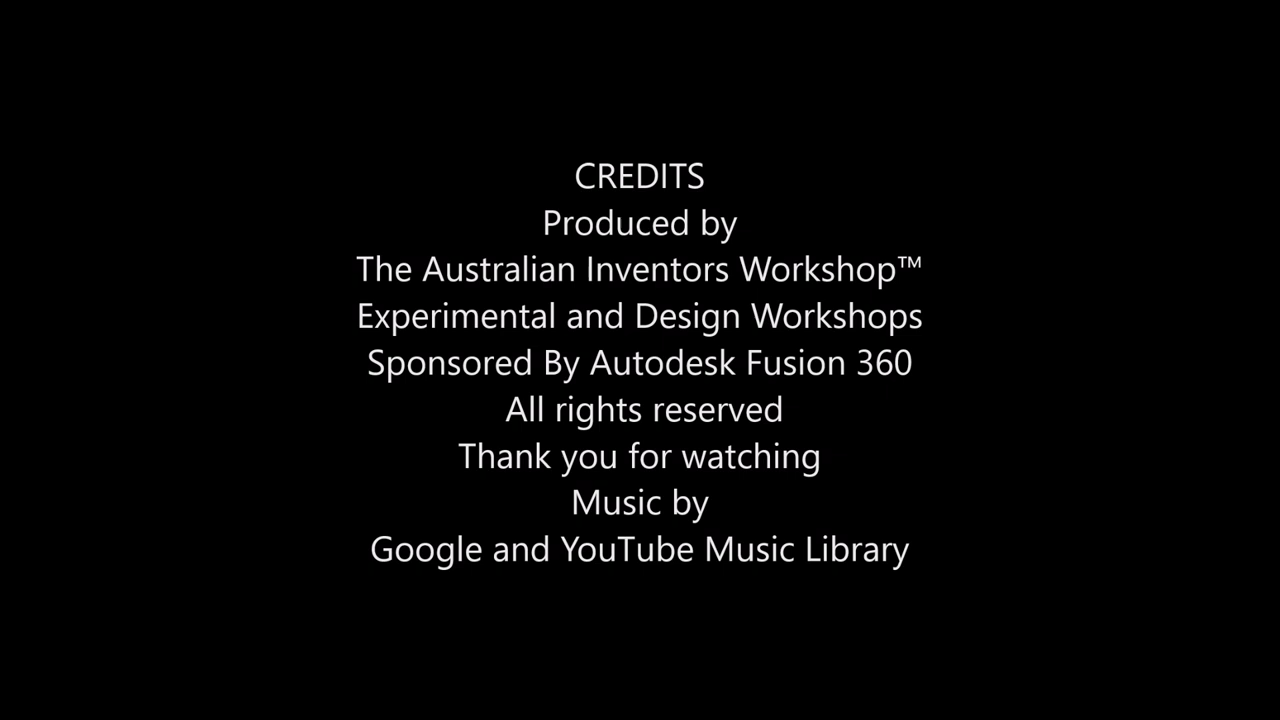 CREDITS
Produced by
The Australian Inventors Workshop™
Experimental and Design Workshops
Sponsored By Autodesk Fusion 360
All rights reserved
Thank you for watching
Music by
Google and YouTube Music Library